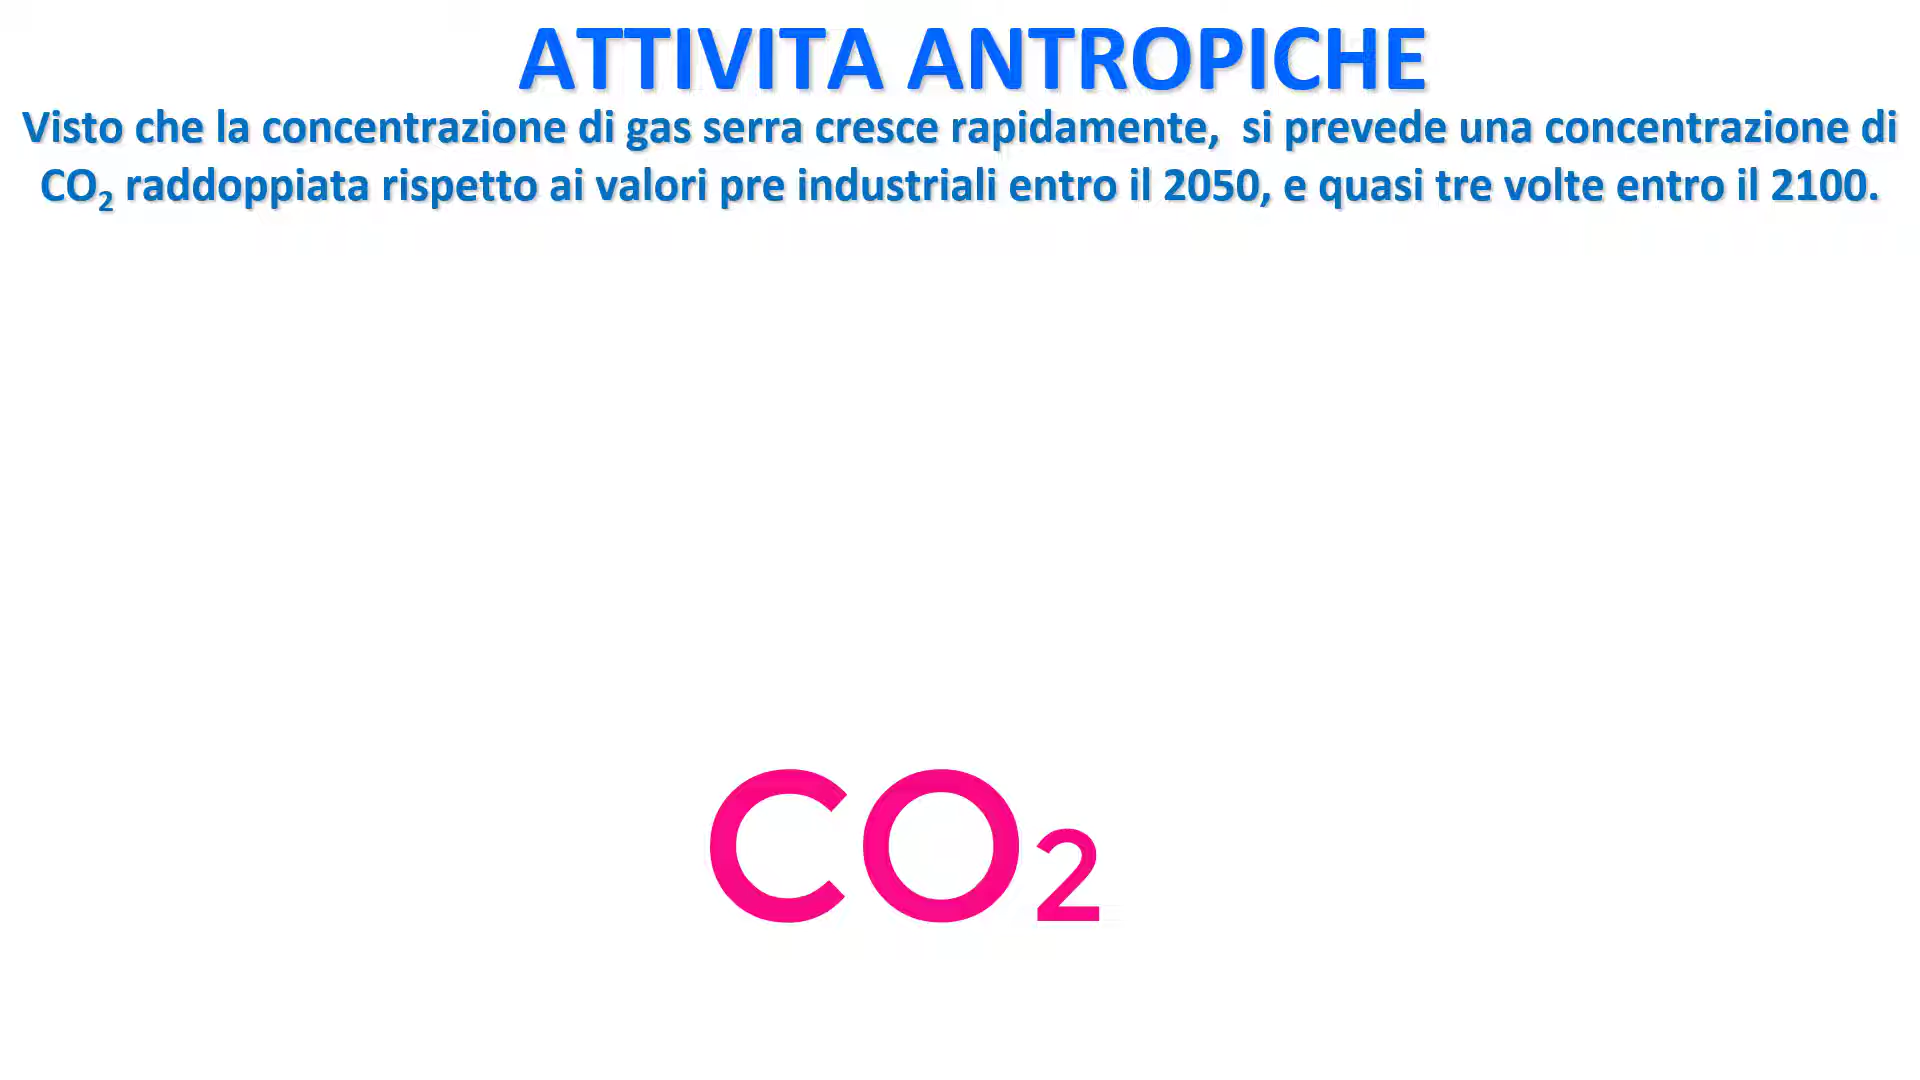 ATTIVITA ANTROPICHE
Visto che la concentrazione di gas serra cresce rapidamente,  si prevede una concentrazione di
CO₂ raddoppiata rispetto ai valori pre industriali entro il 2050, e quasi tre volte entro il 2100.
CO₂